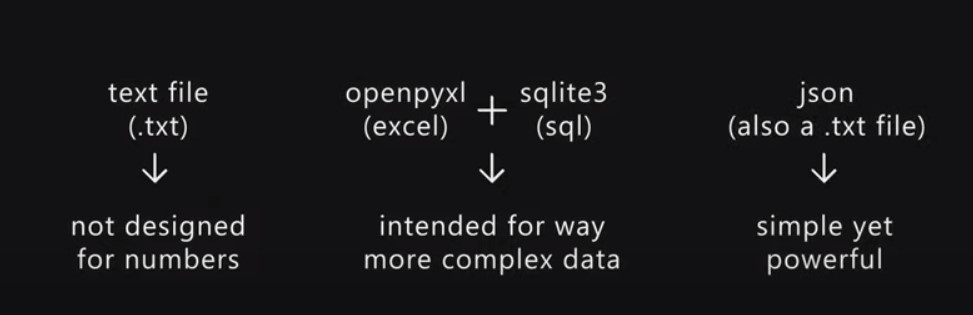 text file
(.txt)
↓
not designed
for numbers
openpyxl + sqlite3
(excel) (sql)
↓
intended for way
more complex data
json
(also a .txt file)
↓
simple yet
powerful